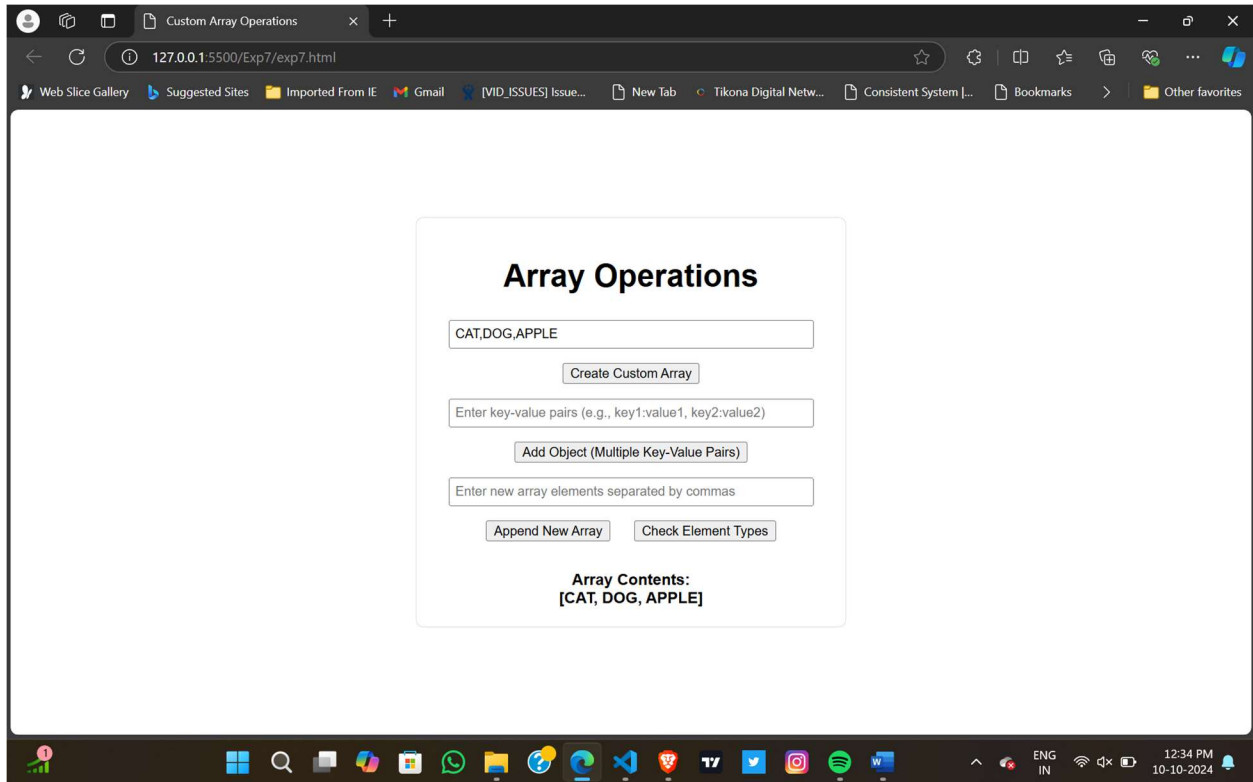 Custom Array Operations
127.0.0.1:5500/Exp7/exp7.html
Web Slice Gallery Suggested Sites Imported From IE Gmail [VID_ISSUES] Issue... New Tab Tikona Digital Netw... Consistent System |... Bookmarks Other favorites
Array Operations
CAT,DOG,APPLE
Create Custom Array
Enter key-value pairs (e.g., key1:value1, key2:value2)
Add Object (Multiple Key-Value Pairs)
Enter new array elements separated by commas
Append New Array Check Element Types
Array Contents:
[CAT, DOG, APPLE]
1
ENG 12:34 PM
IN 10-10-2024